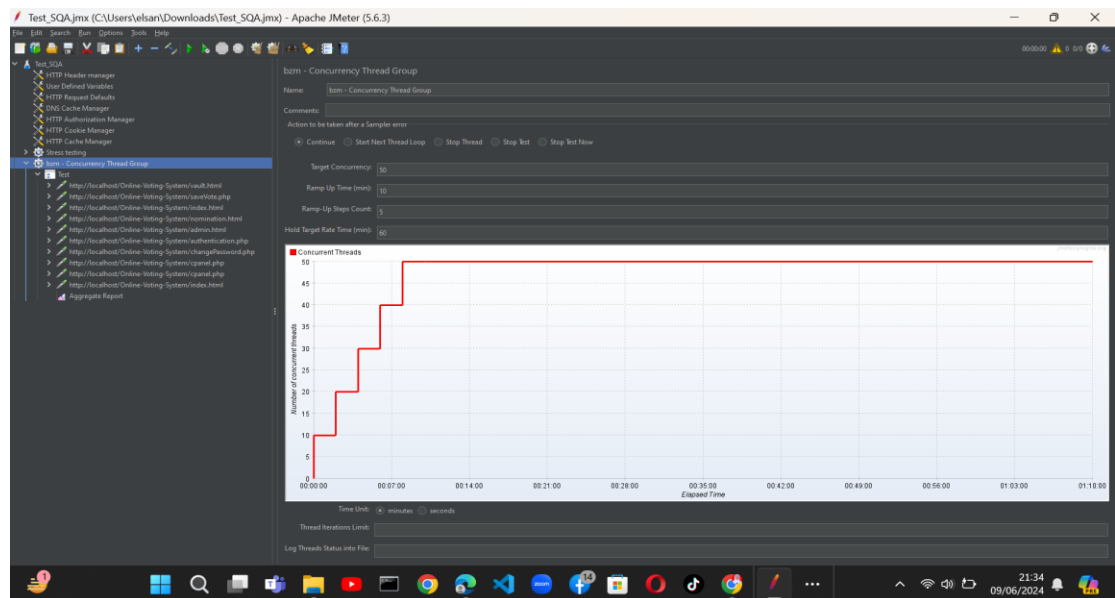 Test_SQA.jmx (C:\Users\elsan\Downloads\Test_SQA.jmx) - Apache JMeter (5.6.3)
File Edit Search Run Options Tools Help
00:00:00 0 0/0
Test_SQA
HTTP Header manager
User Defined Variables
HTTP Request Defaults
DNS Cache Manager
HTTP Authorization Manager
HTTP Cookie Manager
HTTP Cache Manager
Stress testing
bzm - Concurrency Thread Group
Test
http://localhost/Online-Voting-System/vault.html
http://localhost/Online-Voting-System/saveVote.php
http://localhost/Online-Voting-System/index.html
http://localhost/Online-Voting-System/nomination.html
http://localhost/Online-Voting-System/admin.html
http://localhost/Online-Voting-System/authentication.php
http://localhost/Online-Voting-System/changePassword.php
http://localhost/Online-Voting-System/cpanel.php
http://localhost/Online-Voting-System/cpanel.php
http://localhost/Online-Voting-System/index.html
Aggregate Report
bzm - Concurrency Thread Group
Name: bzm - Concurrency Thread Group
Comments:
Action to be taken after a Sampler error
Continue Start Next Thread Loop Stop Thread Stop Test Stop Test Now
Target Concurrency: 50
Ramp Up Time (min): 10
Ramp-Up Steps Count: 5
Hold Target Rate Time (min): 60
Concurrent Threads
50
45
40
35
30
25
20
15
10
5
0
Number of concurrent threads
00:00:00 00:07:00 00:14:00 00:21:00 00:28:00 00:35:00 00:42:00 00:49:00 00:56:00 01:03:00 01:10:00
Elapsed Time
Time Unit: minutes seconds
Thread Iterations Limit:
Log Threads Status into File:
1
zoom
14
21:34
09/06/2024